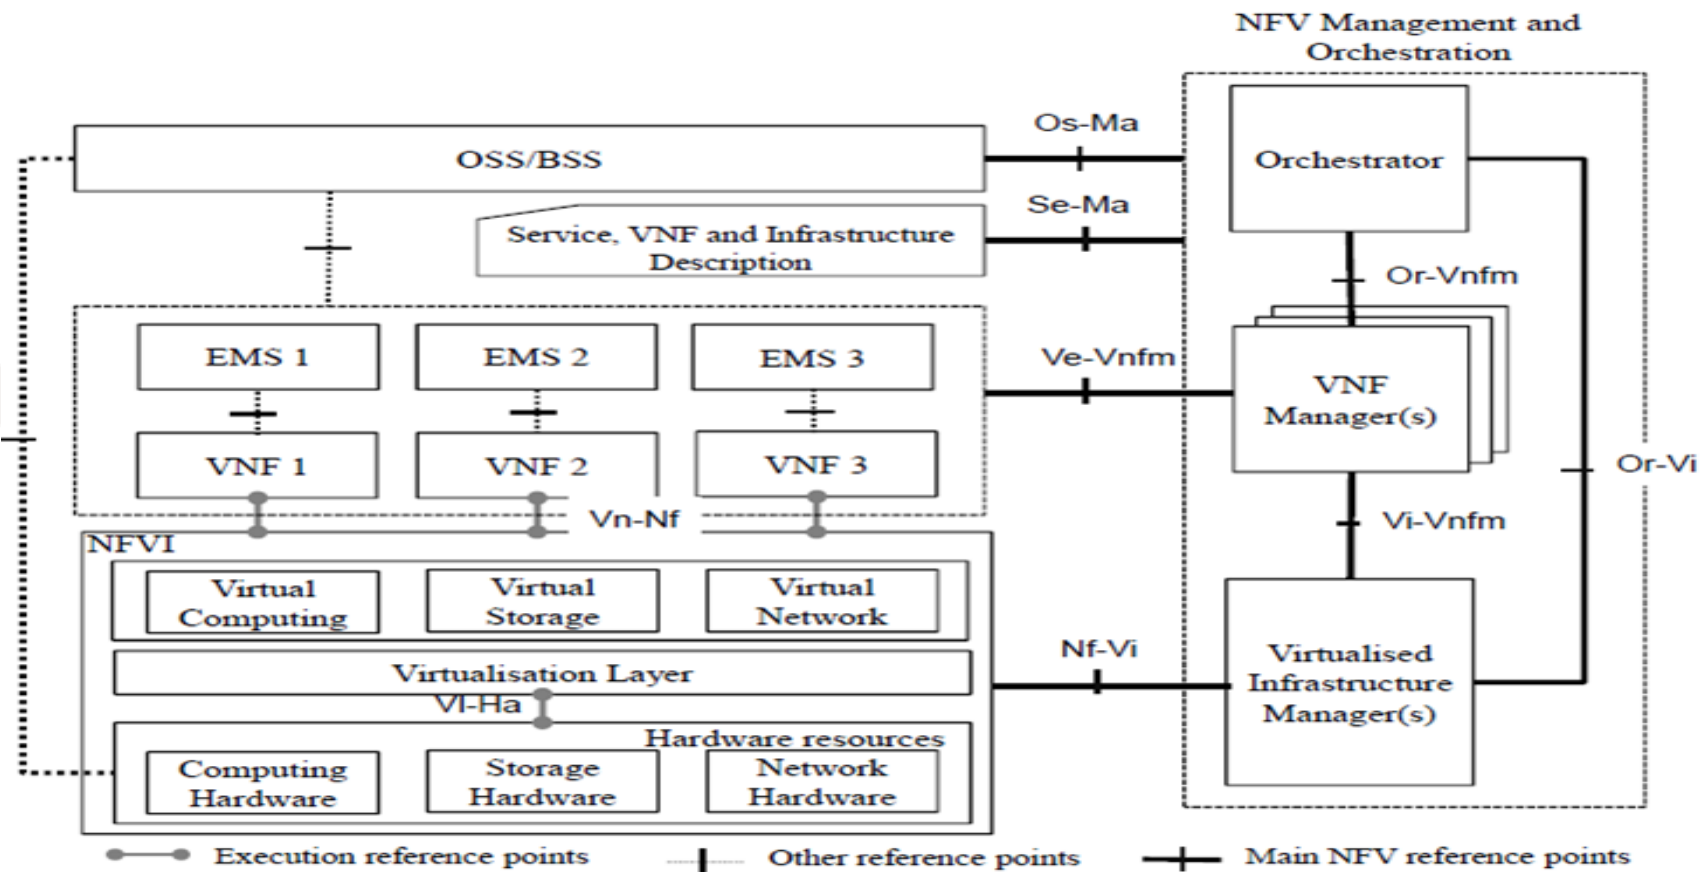 NFV Management and
Orchestration
Os-Ma
OSS/BSS
Orchestrator
Se-Ma
Service, VNF and Infrastructure
Description
Or-Vnfm
EMS 1
EMS 2
EMS 3
Ve-Vnfm
VNF
Manager(s)
VNF 1
VNF 2
VNF 3
Or-Vi
Vn-Nf
Vi-Vnfm
NFVI
Virtual
Computing
Virtual
Storage
Virtual
Network
Nf-Vi
Virtualised
Infrastructure
Manager(s)
Virtualisation Layer
Vl-Ha
Hardware resources
Computing
Hardware
Storage
Hardware
Network
Hardware
Execution reference points
Other reference points
Main NFV reference points